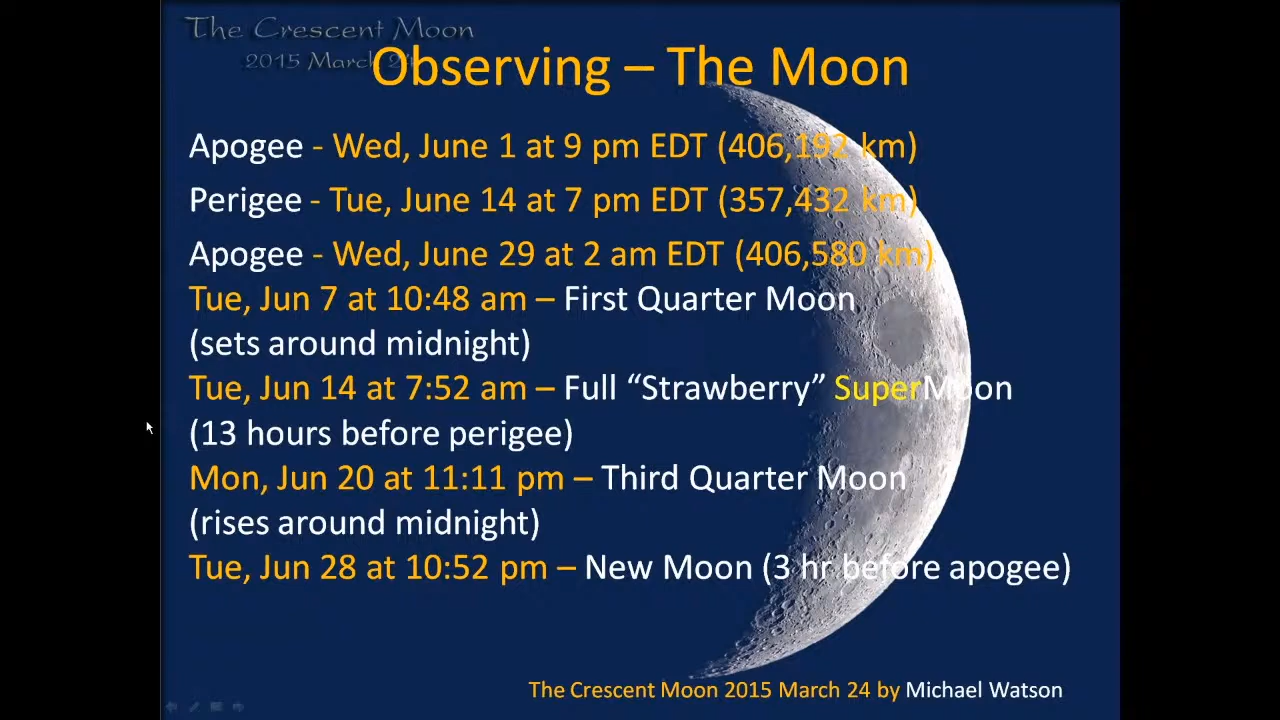 The Crescent Moon
2015 March 24
Observing – The Moon
Apogee - Wed, June 1 at 9 pm EDT (406,192 km)
Perigee - Tue, June 14 at 7 pm EDT (357,432 km)
Apogee - Wed, June 29 at 2 am EDT (406,580 km)
Tue, Jun 7 at 10:48 am – First Quarter Moon
(sets around midnight)
Tue, Jun 14 at 7:52 am – Full “Strawberry” SuperMoon
(13 hours before perigee)
Mon, Jun 20 at 11:11 pm – Third Quarter Moon
(rises around midnight)
Tue, Jun 28 at 10:52 pm – New Moon (3 hr before apogee)
The Crescent Moon 2015 March 24 by Michael Watson